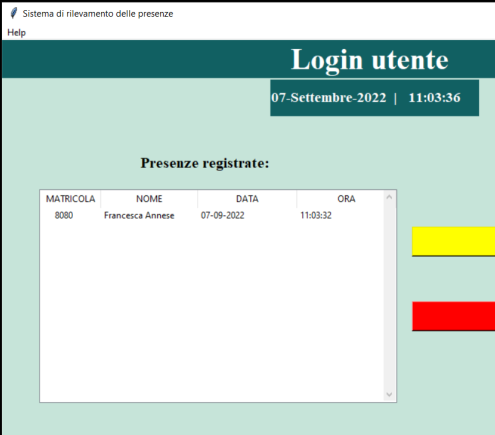 Sistema di rilevamento delle presenze
Help
Login utente
07-Settembre-2022 | 11:03:36
Presenze registrate:
MATRICOLA NOME DATA ORA
8080 Francesca Annese 07-09-2022 11:03:32